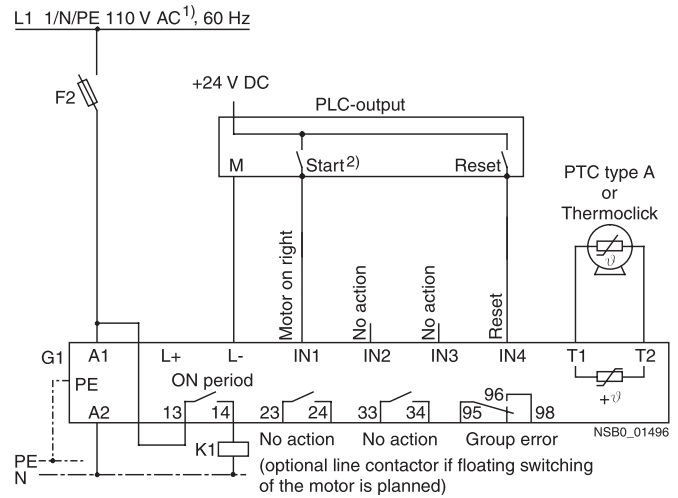 L1 1/N/PE 110 V AC1), 60 Hz
F2
+24 V DC
PLC-output
M
Start2)
Reset
PTC type A
or
Thermoclick
ϑ
Motor on right
No action
No action
Reset
G1
A1
L+
L-
IN1
IN2
IN3
IN4
T1
T2
PE
ON period
+ϑ
A2
13
14
23
24
33
34
95
96
98
NSB0_01496
K1
No action
No action
Group error
PE
N
(optional line contactor if floating switching
of the motor is planned)